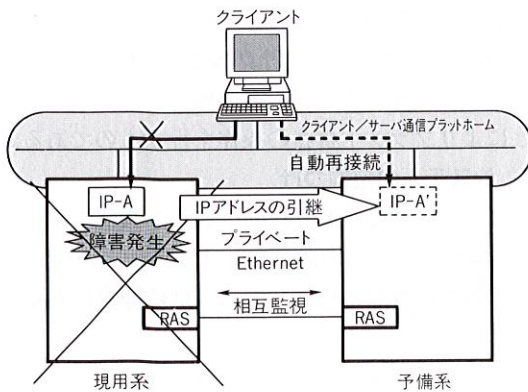 クライアント
クライアント/サーバ通信プラットホーム
自動再接続
IP-A
IPアドレスの引継
IP-A'
障害発生
プライベート
Ethernet
相互監視
RAS
RAS
現用系
予備系